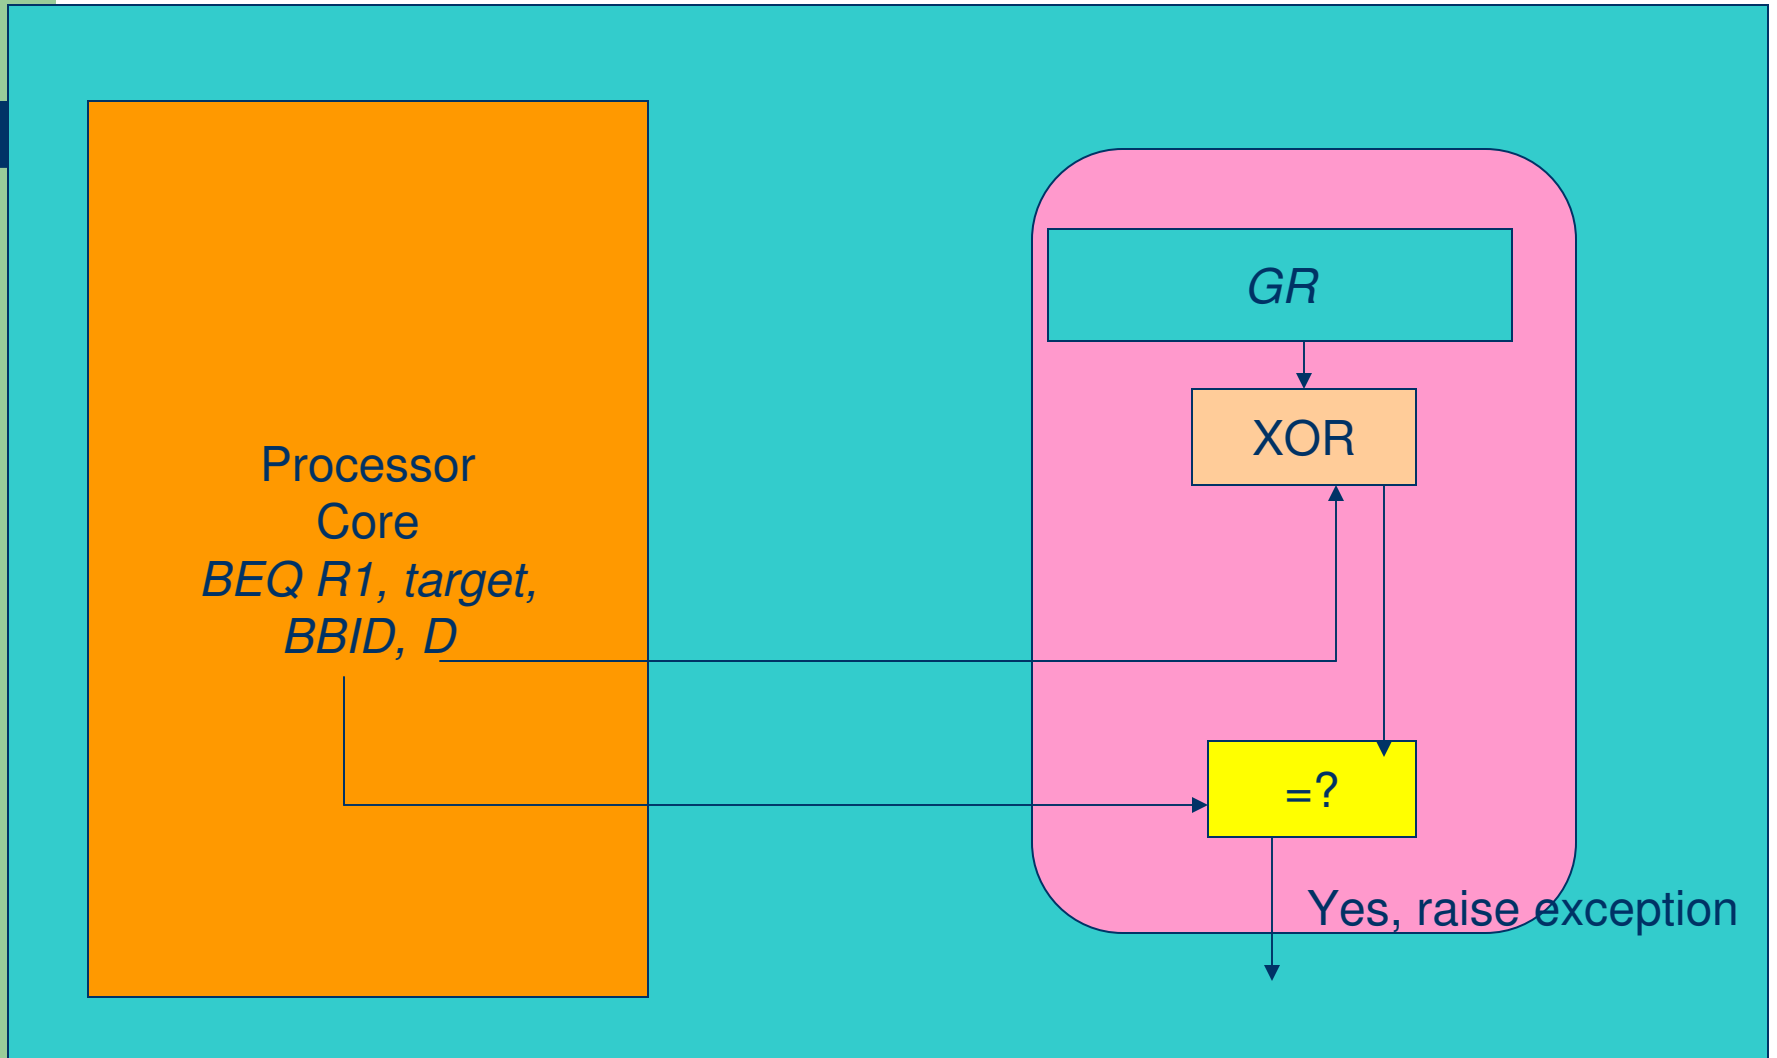 Processor
Core
BEQ R1, target,
BBID, D
GR
XOR
=?
Yes, raise exception